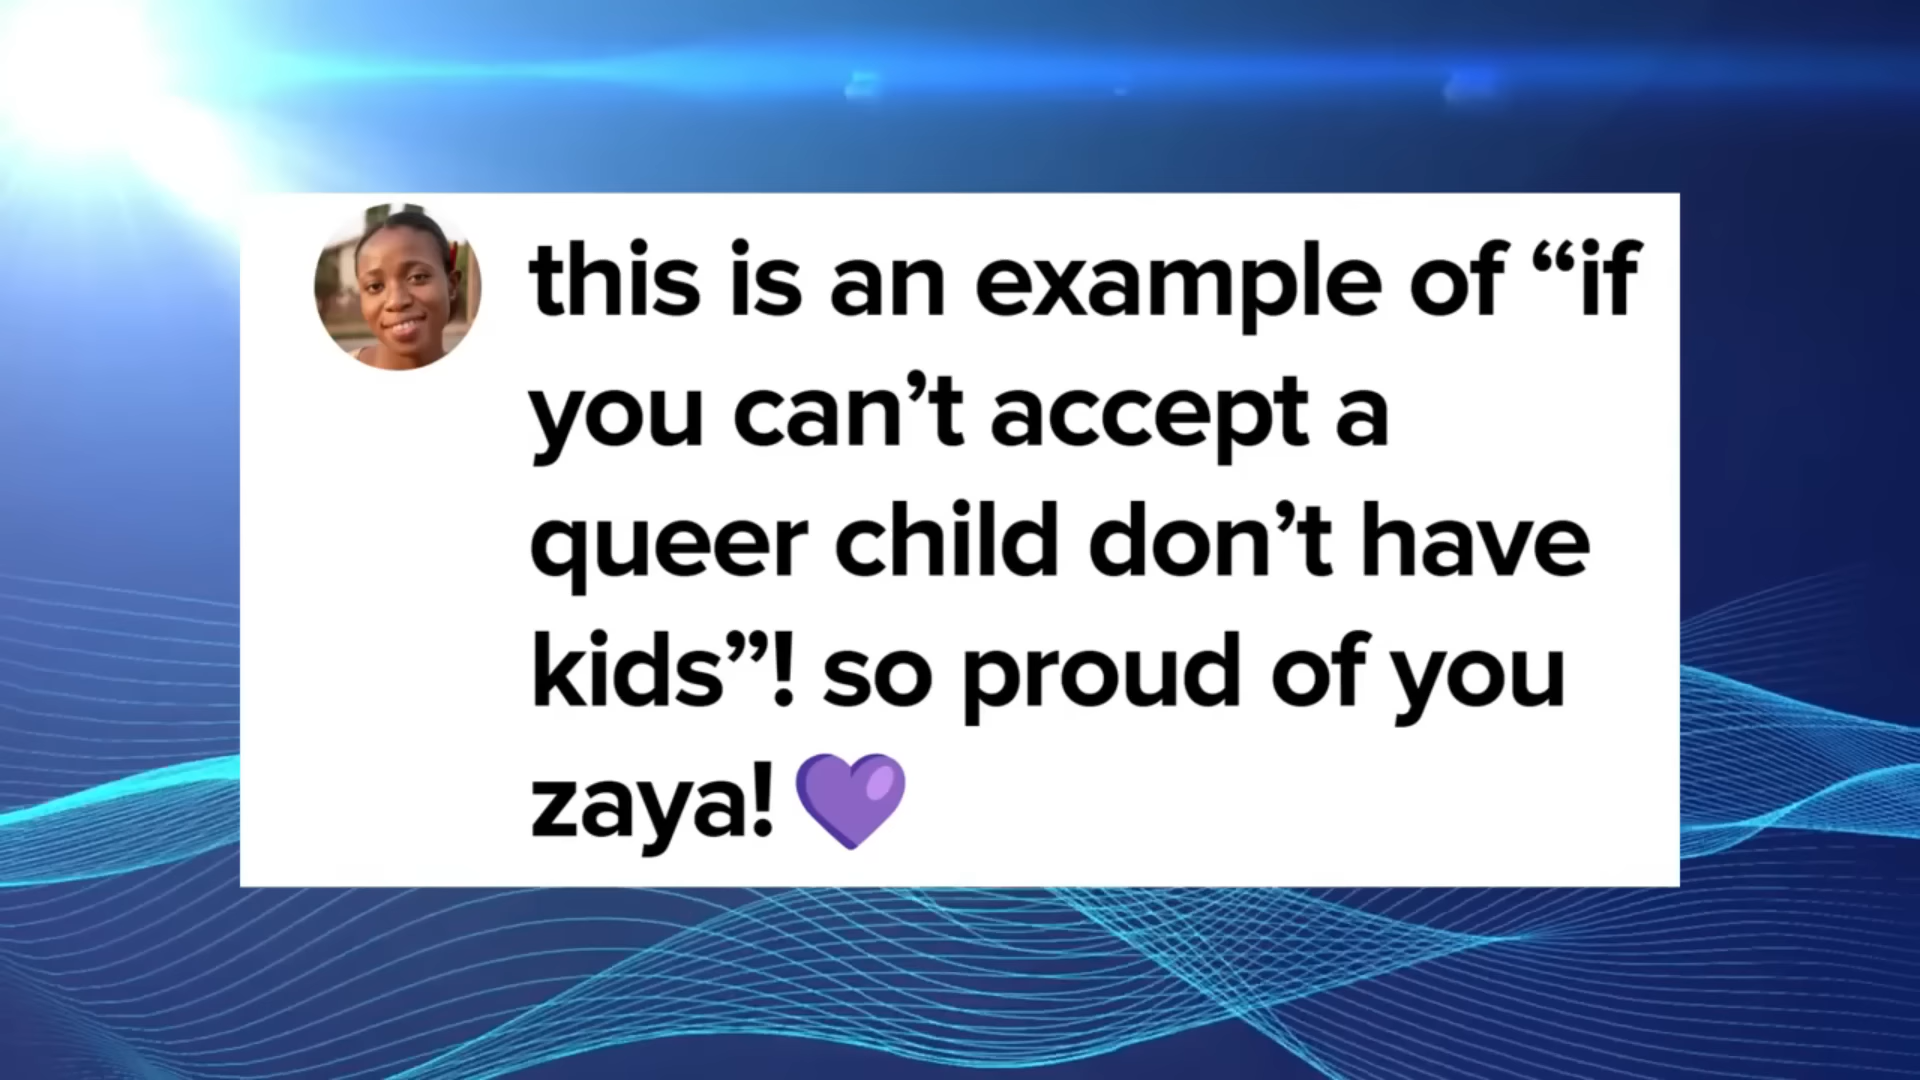 this is an example of “if
you can’t accept a
queer child don’t have
kids”! so proud of you
zaya! 💜